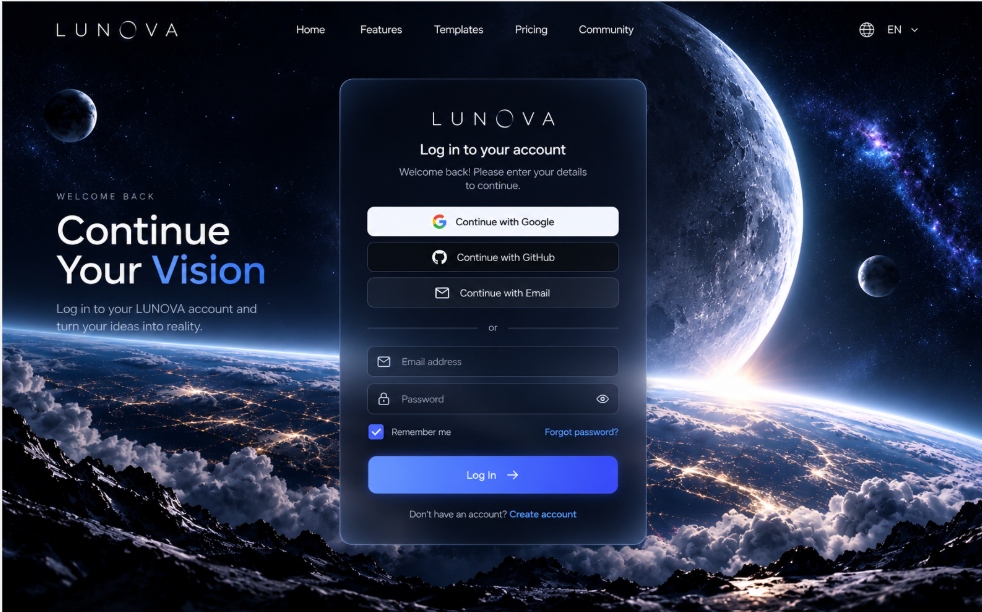 LUNOVA
Home
Features
Templates
Pricing
Community
EN
WELCOME BACK
Continue
Your Vision
Log in to your LUNOVA account and
turn your ideas into reality.
LUNOVA
Log in to your account
Welcome back! Please enter your details
to continue.
Continue with Google
Continue with GitHub
Continue with Email
or
Email address
Password
Remember me
Forgot password?
Log In
Don't have an account? Create account